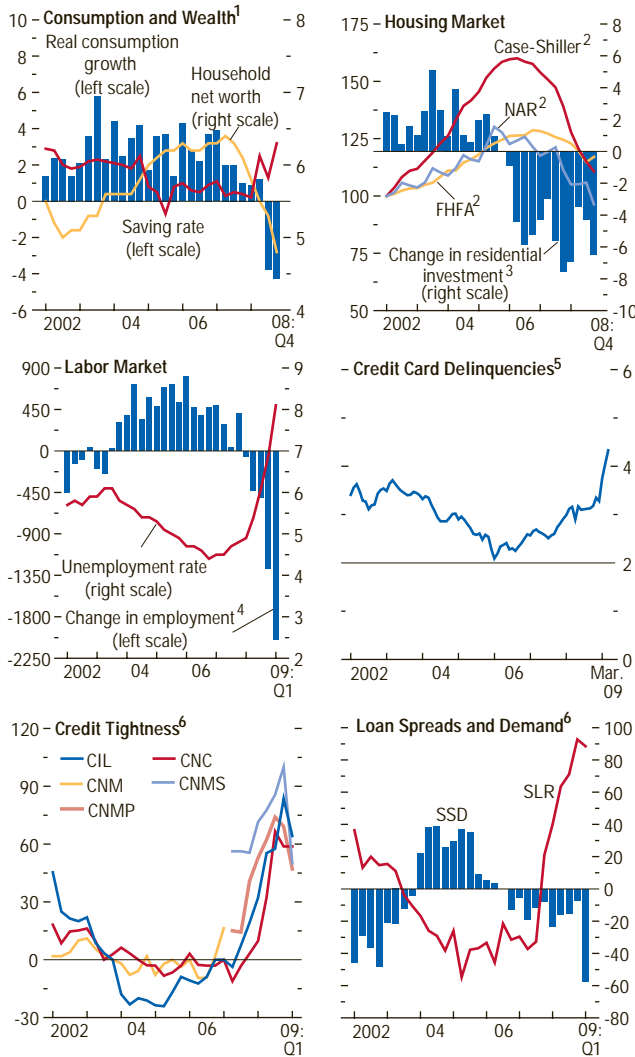 Consumption and Wealth1
8
7
6
5
4
10
8
6
4
2
0
-2
-4
-6
Real consumption
growth
(left scale)
Household
net worth
(right scale)
Saving rate
(left scale)
2002
04
06
08:
Q4
Housing Market
175
150
125
100
75
50
8
6
4
2
0
-2
-4
-6
-8
-10
Case-Shiller2
NAR2
FHFA2
Change in residential
investment3
(right scale)
2002
04
06
08:
Q4
Labor Market
900
450
0
-450
-900
-1350
-1800
-2250
9
8
7
6
5
4
3
2
Unemployment rate
(right scale)
Change in employment4
(left scale)
2002
04
06
09:
Q1
Credit Card Delinquencies5
6
4
2
0
2002
04
06
Mar.
09
Credit Tightness6
120
90
60
30
0
-30
CIL
CNC
CNM
CNMS
CNMP
2002
04
06
09:
Q1
Loan Spreads and Demand6
100
80
60
40
20
0
-20
-40
-60
-80
SSD
SLR
2002
04
06
09:
Q1